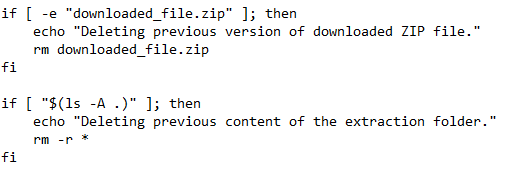 if [ -e "downloaded_file.zip" ]; then
    echo "Deleting previous version of downloaded ZIP file."
    rm downloaded_file.zip
fi

if [ "$(ls -A .)" ]; then
    echo "Deleting previous content of the extraction folder."
    rm -r *
fi